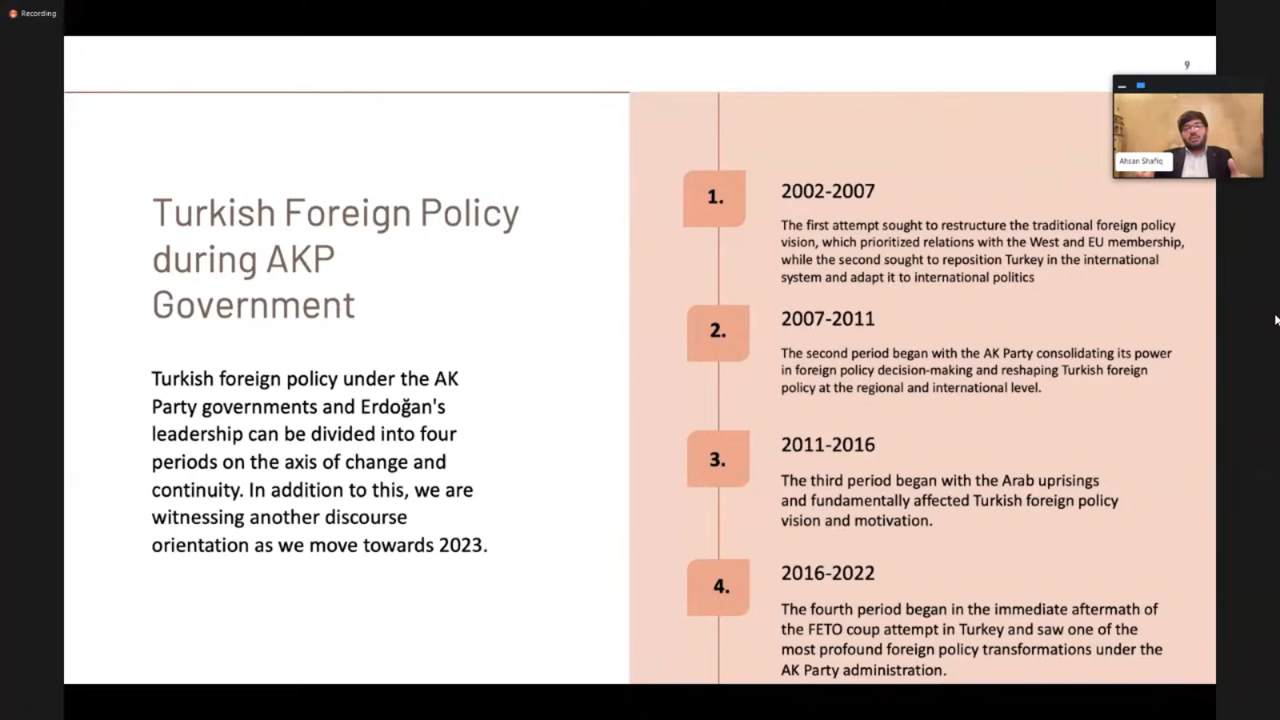 Recording
9
Ahsan Shafiq
Turkish Foreign Policy
during AKP
Government
Turkish foreign policy under the AK
Party governments and Erdoğan's
leadership can be divided into four
periods on the axis of change and
continuity. In addition to this, we are
witnessing another discourse
orientation as we move towards 2023.
1.
2002-2007
The first attempt sought to restructure the traditional foreign policy
vision, which prioritized relations with the West and EU membership,
while the second sought to reposition Turkey in the international
system and adapt it to international politics
2.
2007-2011
The second period began with the AK Party consolidating its power
in foreign policy decision-making and reshaping Turkish foreign
policy at the regional and international level.
3.
2011-2016
The third period began with the Arab uprisings
and fundamentally affected Turkish foreign policy
vision and motivation.
4.
2016-2022
The fourth period began in the immediate aftermath of
the FETO coup attempt in Turkey and saw one of the
most profound foreign policy transformations under the
AK Party administration.